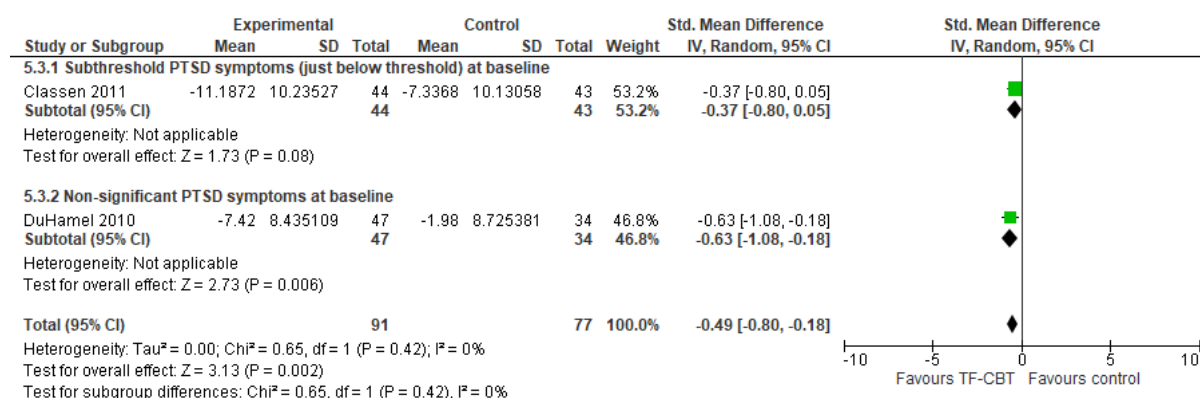 Experimental Control Std. Mean Difference Std. Mean Difference
Study or Subgroup Mean SD Total Mean SD Total Weight IV, Random, 95% CI IV, Random, 95% CI
5.3.1 Subthreshold PTSD symptoms (just below threshold) at baseline
Classen 2011 -11.1872 10.23527 44 -7.3368 10.13058 43 53.2% -0.37 [-0.80, 0.05]
Subtotal (95% CI) 44 43 53.2% -0.37 [-0.80, 0.05]
Heterogeneity: Not applicable
Test for overall effect: Z = 1.73 (P = 0.08)
5.3.2 Non-significant PTSD symptoms at baseline
DuHamel 2010 -7.42 8.435109 47 -1.98 8.725381 34 46.8% -0.63 [-1.08, -0.18]
Subtotal (95% CI) 47 34 46.8% -0.63 [-1.08, -0.18]
Heterogeneity: Not applicable
Test for overall effect: Z = 2.73 (P = 0.006)
Total (95% CI) 91 77 100.0% -0.49 [-0.80, -0.18]
Heterogeneity: Tau² = 0.00; Chi² = 0.65, df = 1 (P = 0.42); I² = 0%
Test for overall effect: Z = 3.13 (P = 0.002)
Test for subgroup differences: Chi² = 0.65, df = 1 (P = 0.42), I² = 0%
-10 -5 0 5 10
Favours TF-CBT Favours control